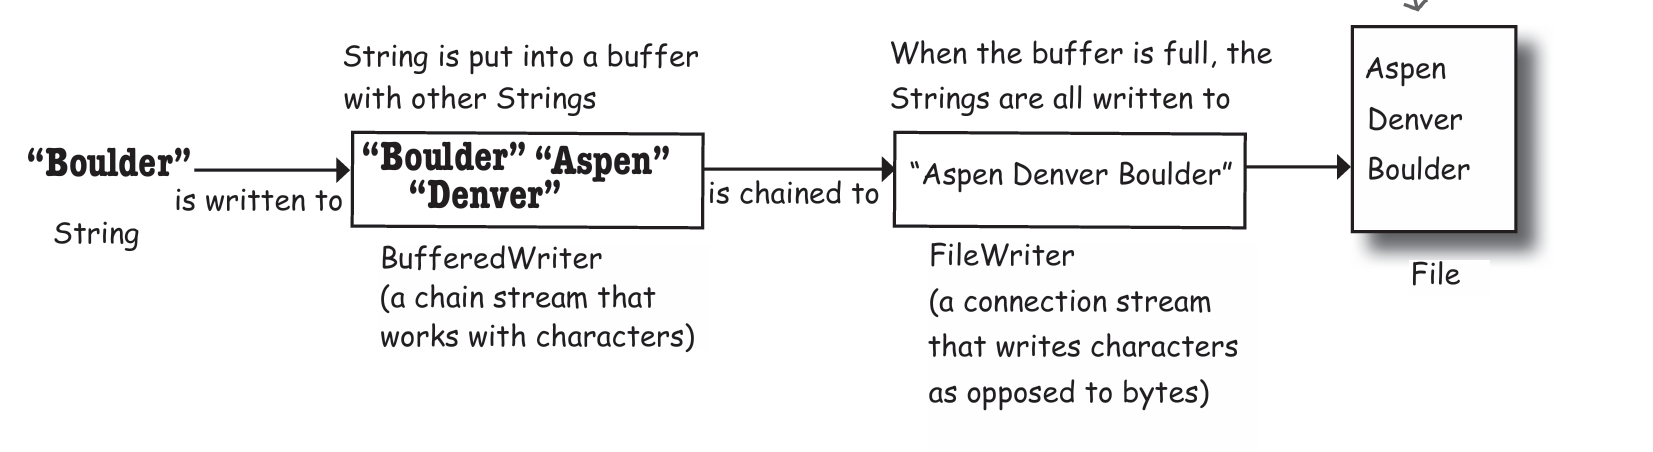 String is put into a buffer
with other Strings
When the buffer is full, the
Strings are all written to
“Boulder”
is written to
String
“Boulder” “Aspen”
“Denver”
is chained to
“Aspen Denver Boulder”
Aspen
Denver
Boulder
BufferedWriter
(a chain stream that
works with characters)
FileWriter
(a connection stream
that writes characters
as opposed to bytes)
File